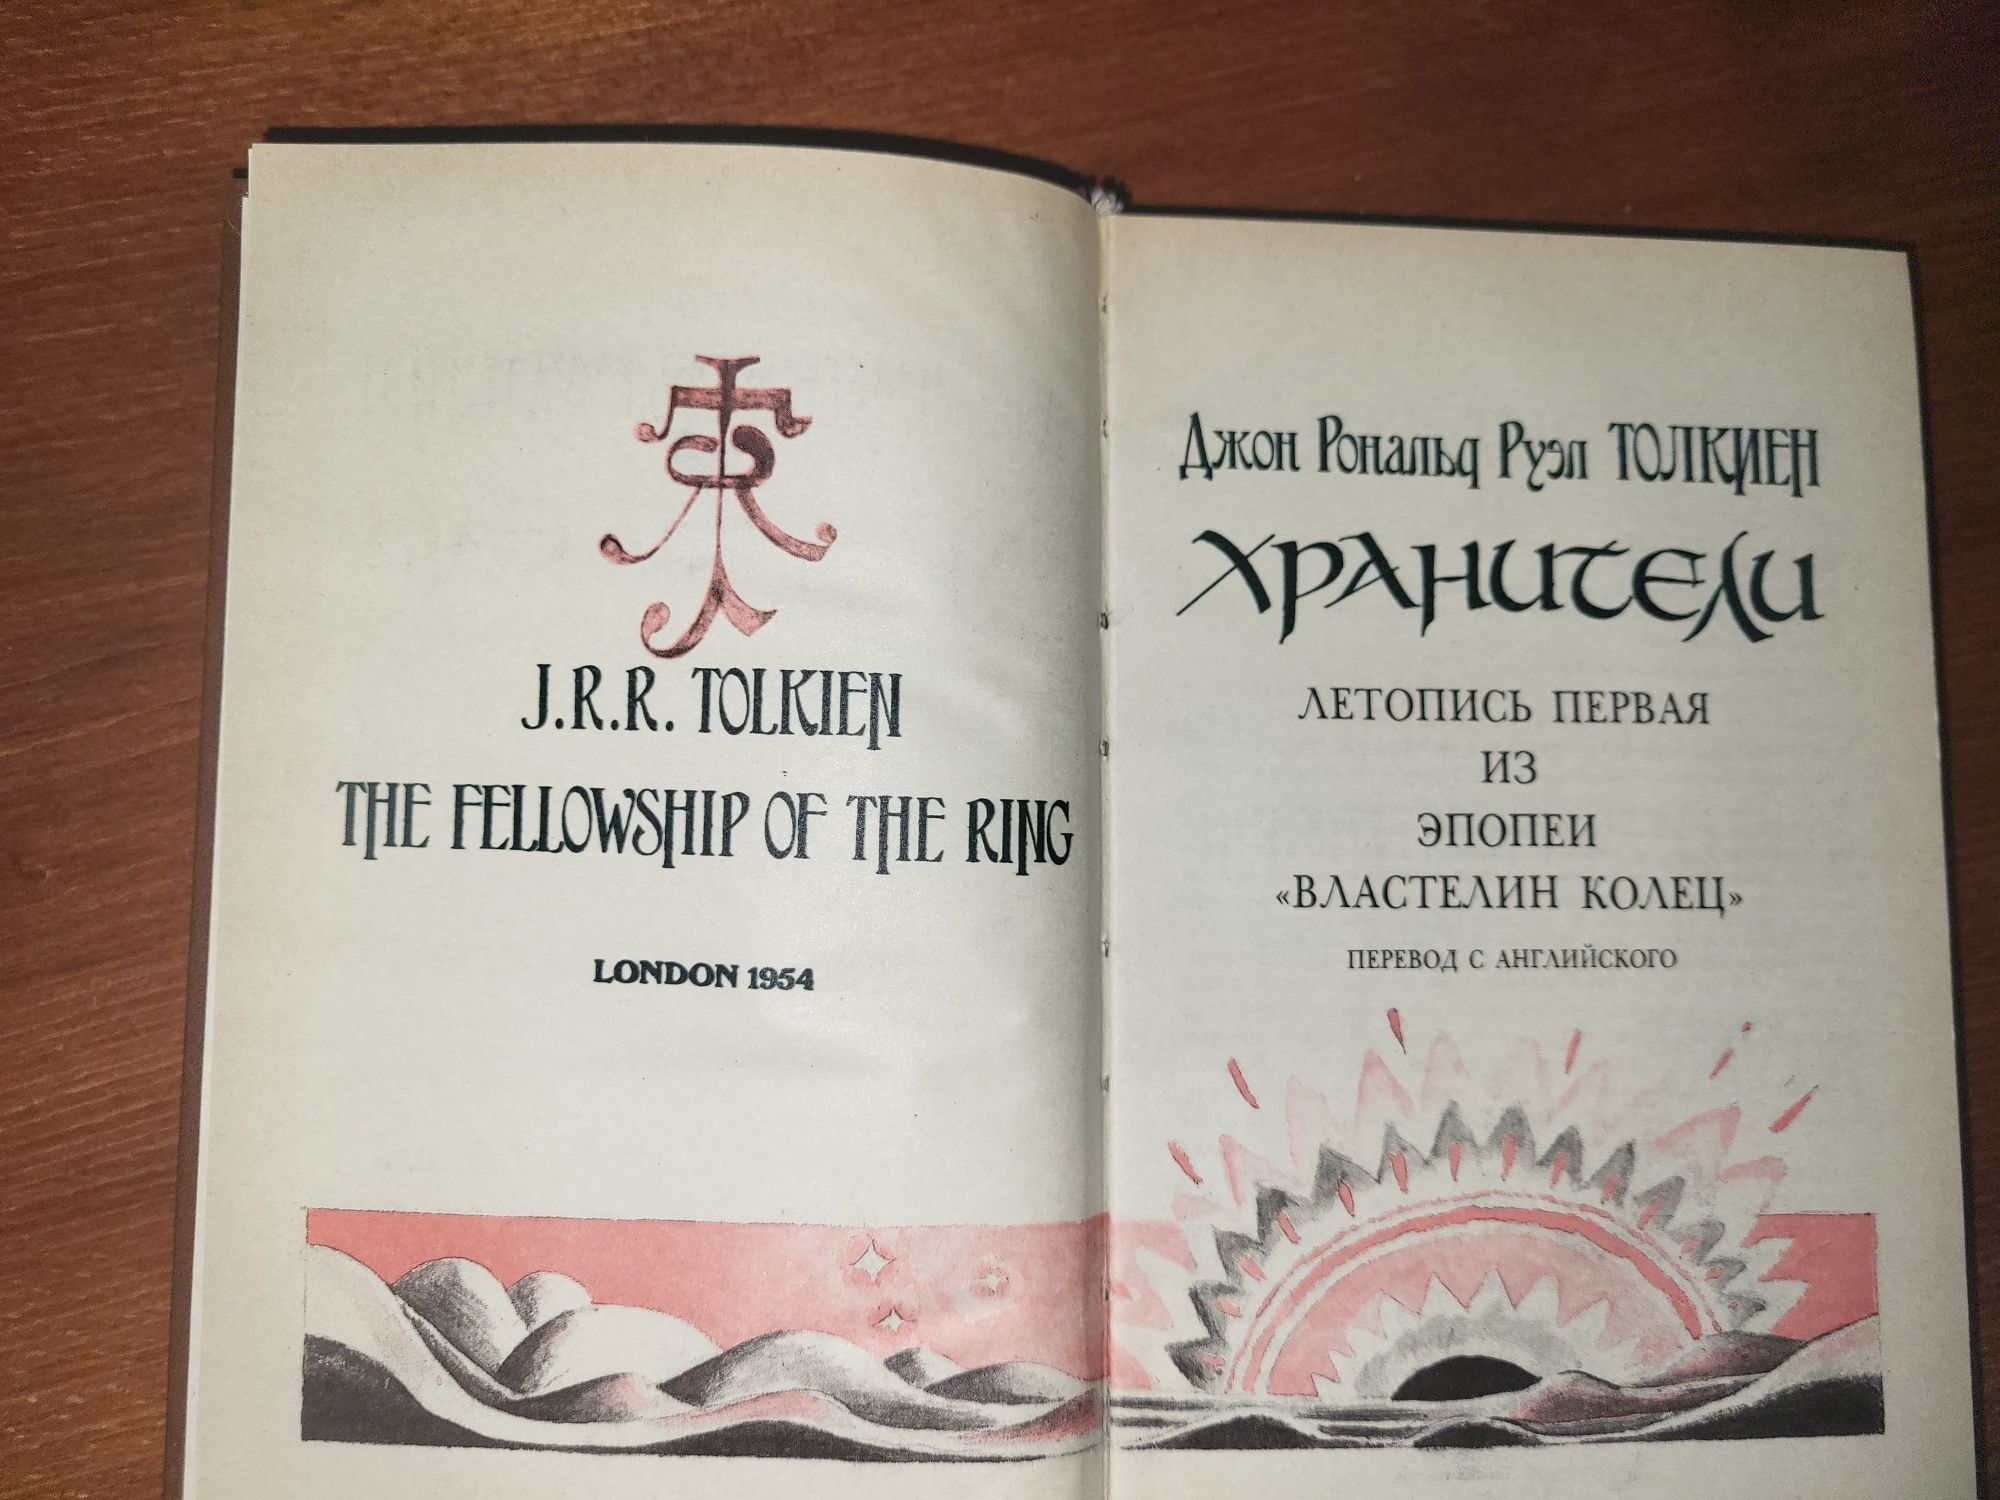 J.R.R. TOLKIEN
THE FELLOWSHIP OF THE RING
LONDON 1954
Джон Рональд Руэл ТОЛКИЕН
ХРАНИТЕЛИ
ЛЕТОПИСЬ ПЕРВАЯ
ИЗ
ЭПОПЕИ
«ВЛАСТЕЛИН КОЛЕЦ»
ПЕРЕВОД С АНГЛИЙСКОГО